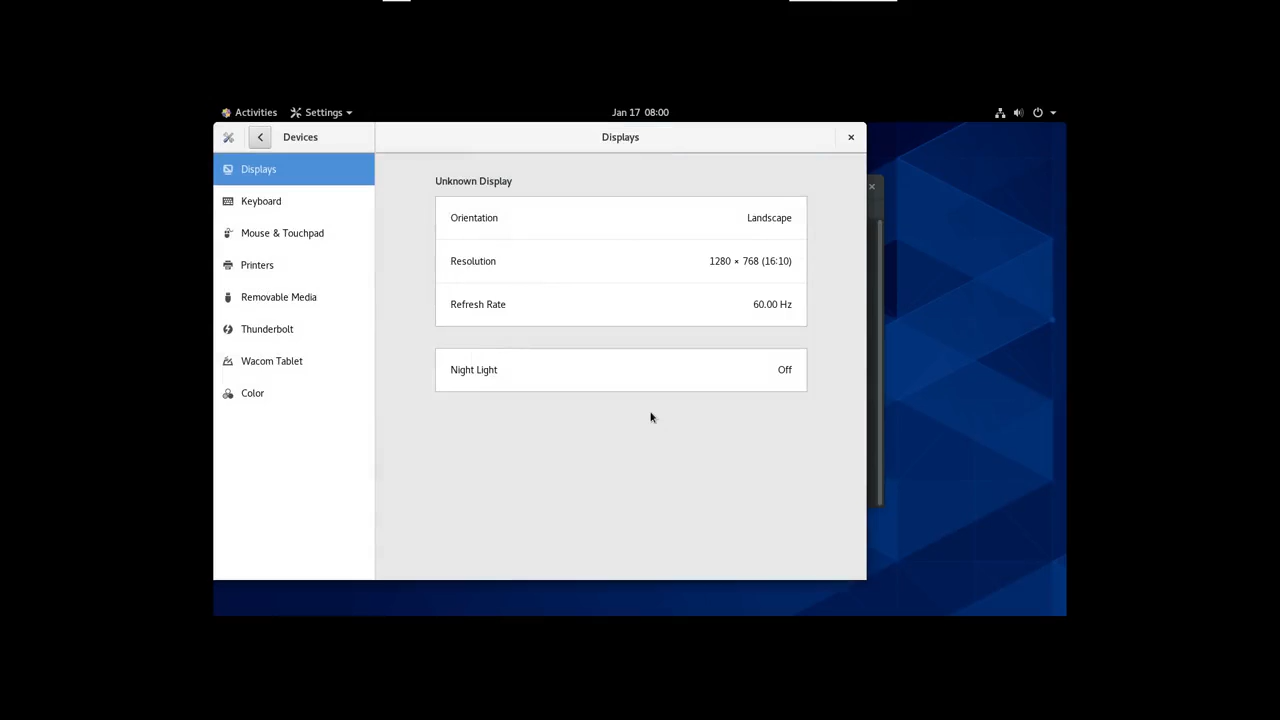 Activities Settings Jan 17 08:00
Devices Displays
Displays
Keyboard
Mouse & Touchpad
Printers
Removable Media
Thunderbolt
Wacom Tablet
Color
Unknown Display
Orientation Landscape
Resolution 1280 × 768 (16:10)
Refresh Rate 60.00 Hz
Night Light Off